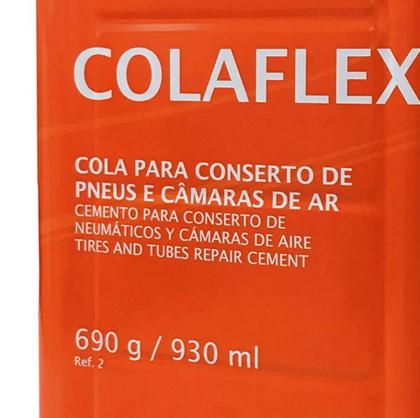 COLAFLEX
COLA PARA CONSERTO DE
PNEUS E CÂMARAS DE AR
CEMENTO PARA CONSERTO DE
NEUMÁTICOS Y CÁMARAS DE AIRE
TIRES AND TUBES REPAIR CEMENT
690 g / 930 ml
Ref. 2